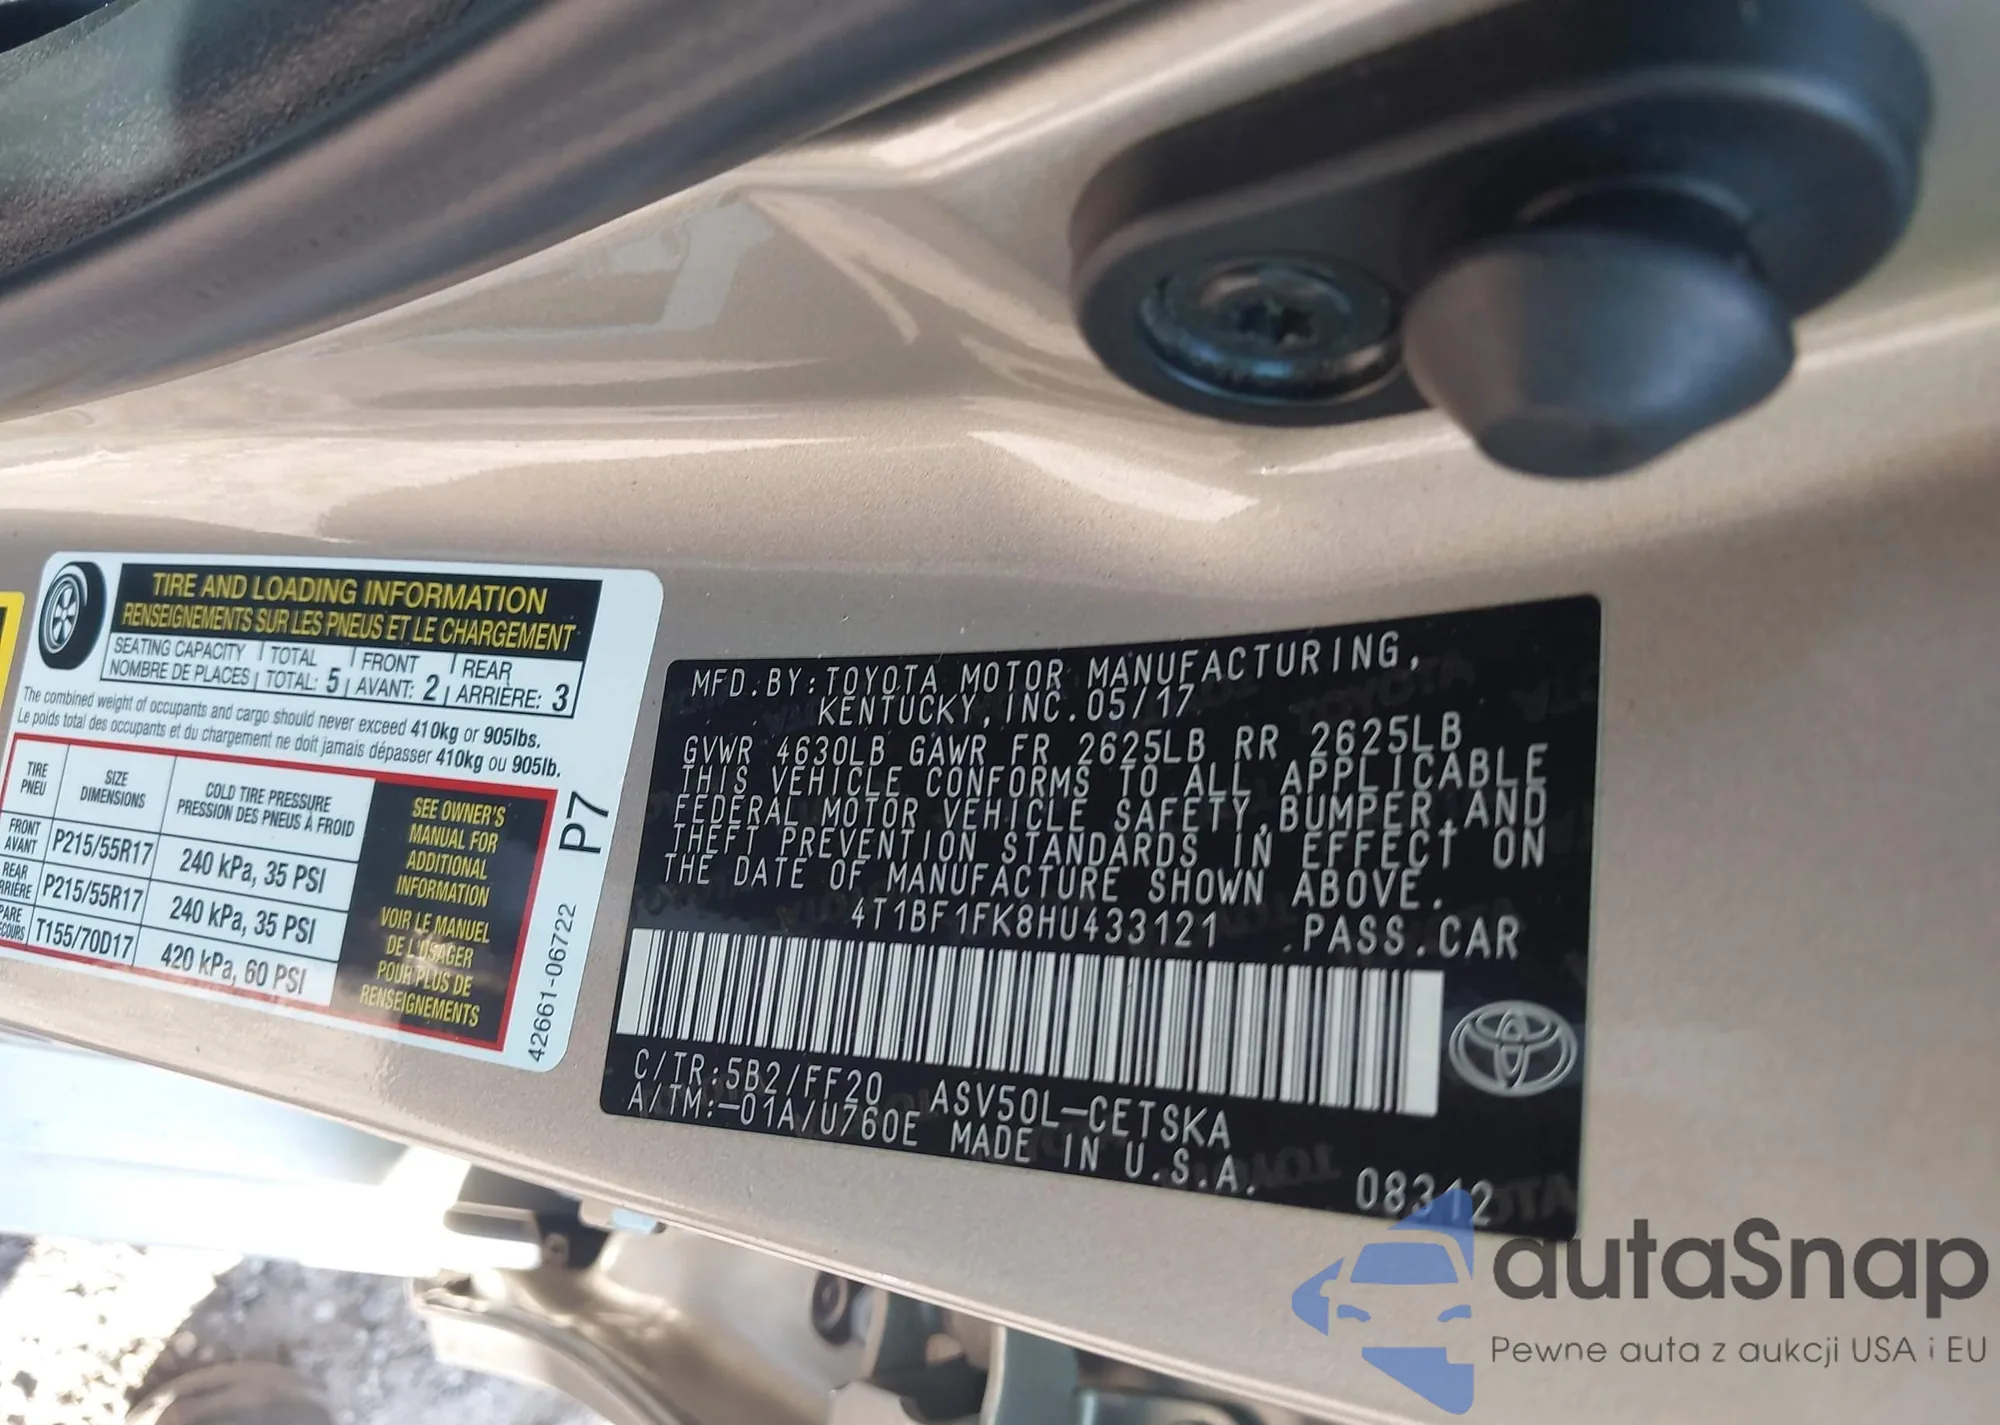 TIRE AND LOADING INFORMATION
RENSEIGNEMENTS SUR LES PNEUS ET LE CHARGEMENT
SEATING CAPACITY TOTAL FRONT REAR
NOMBRE DE PLACES TOTAL: 5 AVANT: 2 ARRIÈRE: 3
The combined weight of occupants and cargo should never exceed 410kg or 905lbs.
Le poids total des occupants et du chargement ne doit jamais dépasser 410kg ou 905lb.
TIRE SIZE COLD TIRE PRESSURE
PNEU DIMENSIONS PRESSION DES PNEUS À FROID
FRONT
AVANT P215/55R17 240 kPa, 35 PSI
REAR
P215/55R17 240 kPa, 35 PSI
T155/70D17 420 kPa, 60 PSI
SEE OWNER'S
MANUAL FOR
ADDITIONAL
INFORMATION
VOIR LE MANUEL
DE L'USAGER
POUR PLUS DE
RENSEIGNEMENTS
P7
42661-06722
MFD.BY:TOYOTA MOTOR MANUFACTURING,
KENTUCKY,INC.05/17
GVWR 4630LB GAWR FR 2625LB RR 2625LB
THIS VEHICLE CONFORMS TO ALL APPLICABLE
FEDERAL MOTOR VEHICLE SAFETY,BUMPER,AND
THEFT PREVENTION STANDARDS IN EFFECT ON
THE DATE OF MANUFACTURE SHOWN ABOVE.
4T1BF1FK8HU433121 PASS.CAR
C/TR:5B2/FF20 ASV50L-CETSKA
A/TM:-01A/U760E MADE IN U.S.A.
08312
autaSnap
Pewne auta z aukcji USA i EU